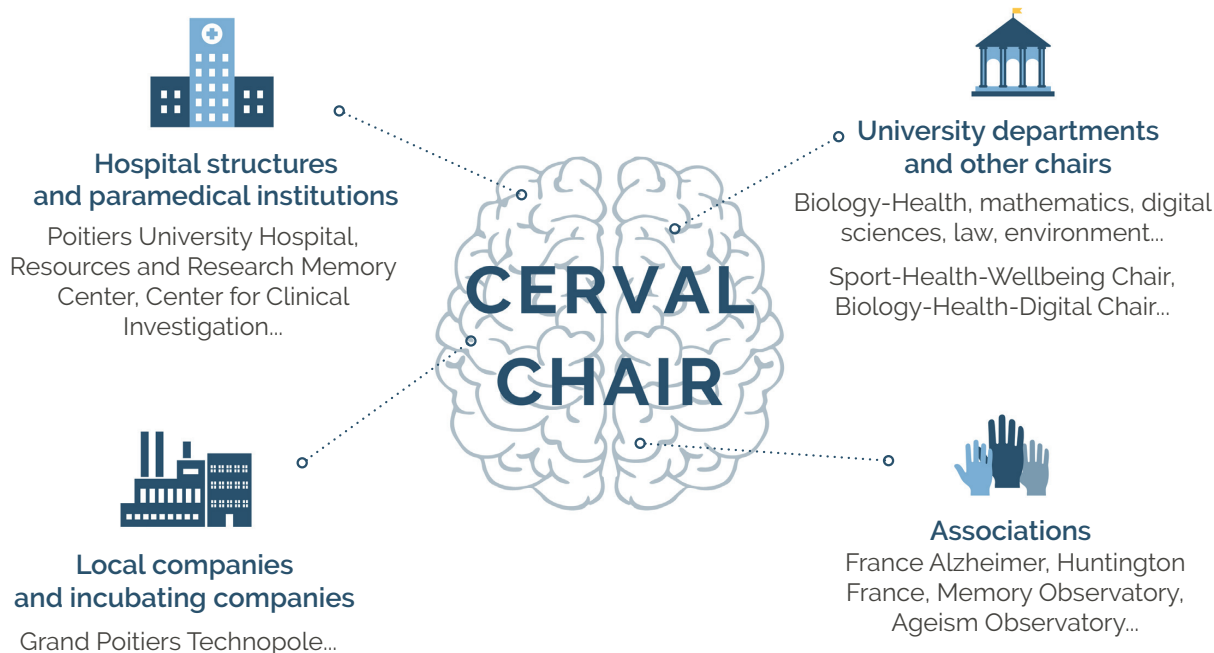 Hospital structures
and paramedical institutions
Poitiers University Hospital,
Resources and Research Memory
Center, Center for Clinical
Investigation...
University departments
and other chairs
Biology-Health, mathematics, digital
sciences, law, environment...
Sport-Health-Wellbeing Chair,
Biology-Health-Digital Chair...
CERVAL
CHAIR
Local companies
and incubating companies
Grand Poitiers Technopole...
Associations
France Alzheimer, Huntington
France, Memory Observatory,
Ageism Observatory...